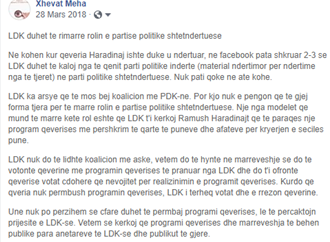 Xhevat Meha
28 Mars 2018 ·
LDK duhet te rimarre rolin e partise politike shtetndertuese
Ne kohen kur qeveria Haradinaj ishte duke u ndertuar, ne facebook pata shkruar 2-3 se
LDK duhet te kaloj nga te qenit parti politike inderte (material ndertimor per ndertime
nga te tjeret) ne parti politike shtetndertuese. Nuk pati qoke ne ate kohe.
LDK ka arsye qe te mos bej koalicion me PDK-ne. Por kjo nuk e pengon qe te gjej
forma tjera per te marre rolin e partise politike shtetndertuese. Nje nga modelet qe
mund te marre kete rol eshte qe LDK t'i kerkoj Ramush Haradinajt qe te paraqes nje
program qeverises me pershkrim te qarte te puneve dhe afateve per kryerjen e seciles
pune.
LDK nuk do te lidhte koalicion me aske, vetem do te hynte ne marreveshje se do te
votonte qeverine me programin qeverises te pranuar nga LDK dhe do t'i ofronte
qeverise votat cdohere qe nevojitet per realizinimin e programit qeverises. Kurdo qe
qeveria nuk permbush programin qeverises, LDK i terheq votat dhe e rrezon qeverine.
Une nuk po perzihem se cfare duhet te permbaj programi qeverises, le te percaktojn
prijesite e LDK-se. Vetem se kerkoj qe programi qeverises dhe marreveshja te behen
publike para anetareve te LDK-se dhe publikut te gjere.